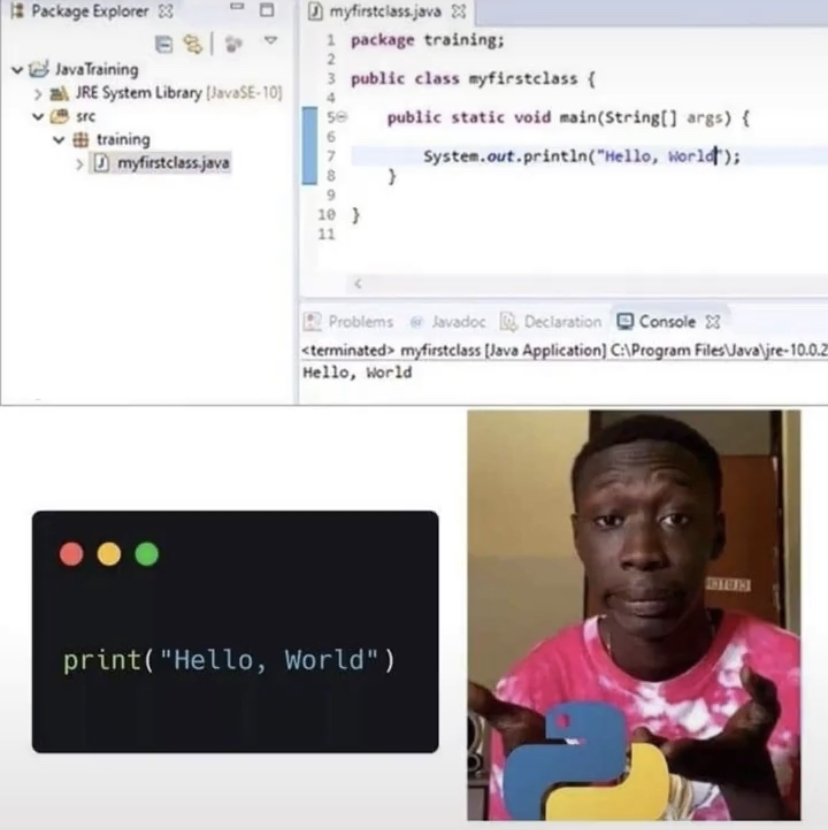 Package Explorer
JavaTraining
JRE System Library [JavaSE-10]
src
training
myfirstclass.java
myfirstclass.java
1 package training;
2
3 public class myfirstclass {
4
5 public static void main(String[] args) {
6
7 System.out.println("Hello, World");
8 }
9
10 }
11
Problems @ Javadoc Declaration Console
<terminated> myfirstclass [Java Application] C:\Program Files\Java\jre-10.0.2
Hello, World
print("Hello, World")